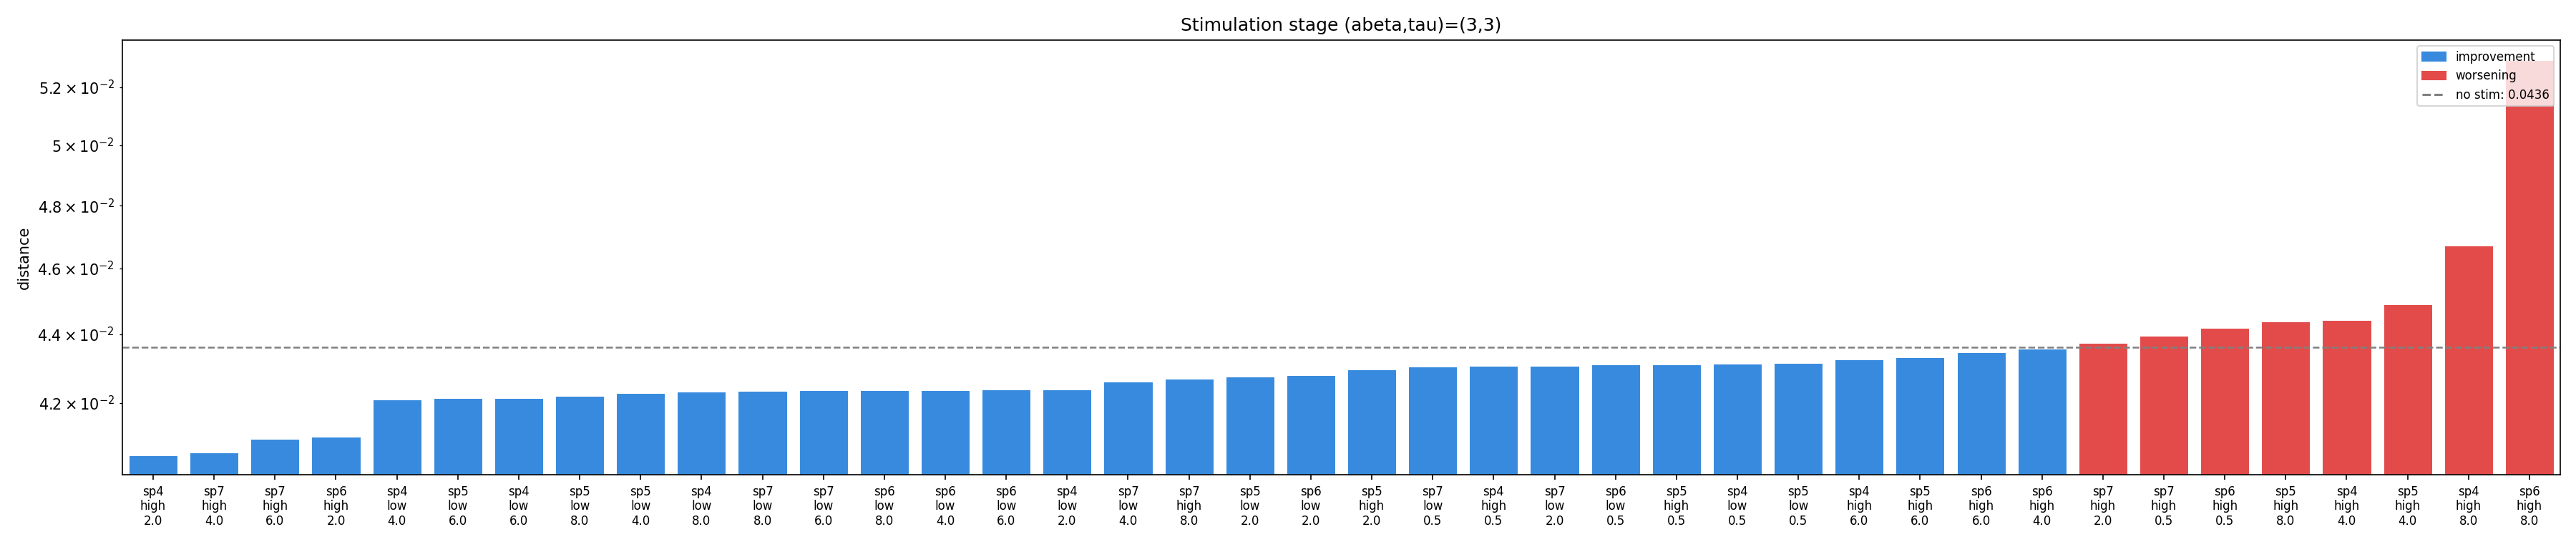 Stimulation stage (abeta,tau)=(3,3)
improvement
worsening
no stim: 0.0436
distance
5.2 × 10⁻²
5 × 10⁻²
4.8 × 10⁻²
4.6 × 10⁻²
4.4 × 10⁻²
4.2 × 10⁻²
sp4 sp7 sp7 sp6 sp4 sp5 sp4 sp5 sp5 sp4 sp7 sp7 sp6 sp6 sp6 sp4 sp7 sp7 sp5 sp6 sp5 sp7 sp4 sp7 sp6 sp5 sp4 sp5 sp4 sp5 sp6 sp6 sp7 sp7 sp6 sp5 sp4 sp5 sp4 sp6
high high high high low low low low low low low low low low low low low high low low high low high low low high low low high high high high high high high high high high high high
2.0 4.0 6.0 2.0 4.0 6.0 6.0 8.0 4.0 8.0 8.0 6.0 8.0 4.0 6.0 2.0 4.0 8.0 2.0 2.0 2.0 0.5 0.5 2.0 0.5 0.5 0.5 0.5 6.0 6.0 6.0 4.0 2.0 0.5 0.5 8.0 4.0 4.0 8.0 8.0